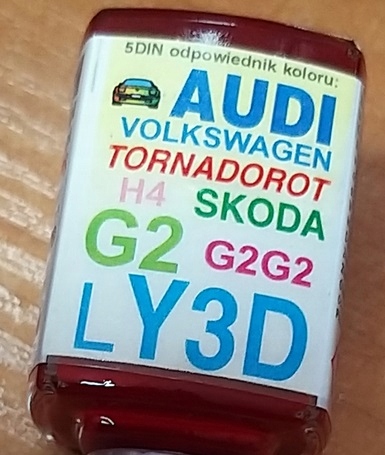 5DIN odpowiednik koloru:
AUDI
VOLKSWAGEN
TORNADOROT
H4 SKODA
G2 G2G2
LY3D